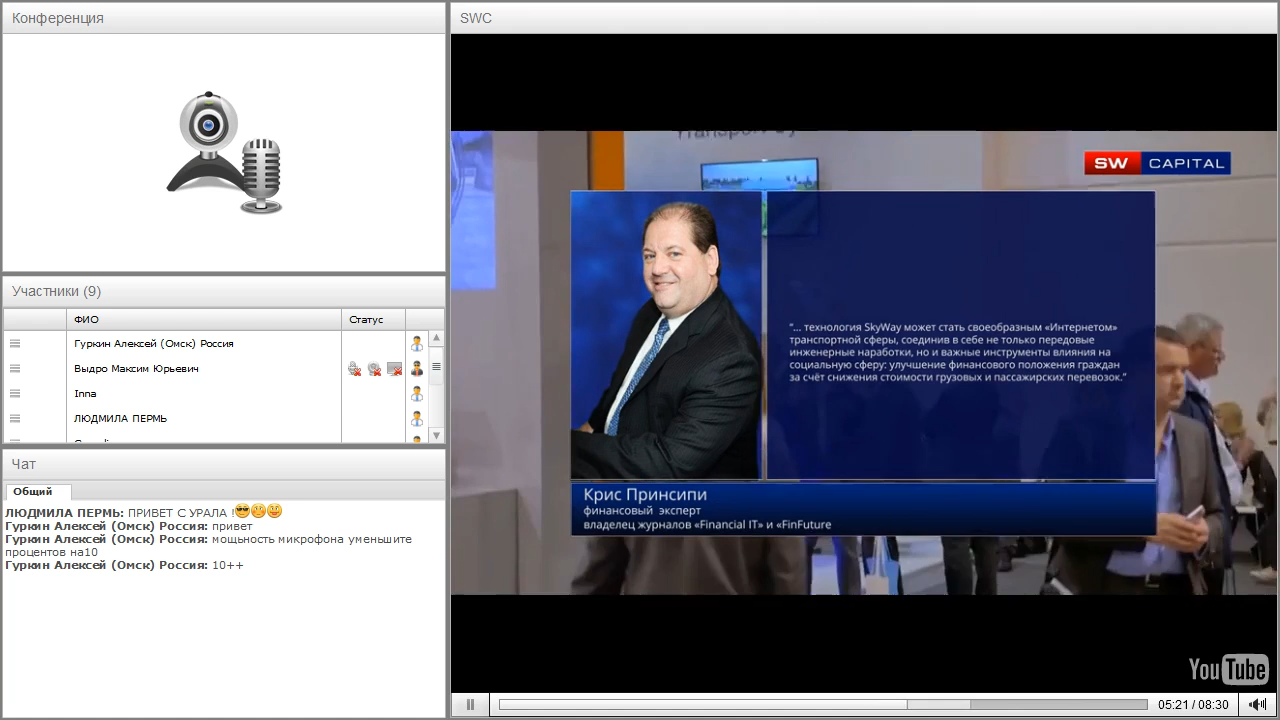 Конференция
Участники (9)
ФИО Статус
Гуркин Алексей (Омск) Россия
Выдро Максим Юрьевич
Inna
ЛЮДМИЛА ПЕРМЬ
Чат
Общий
ЛЮДМИЛА ПЕРМЬ: ПРИВЕТ С УРАЛА !
Гуркин Алексей (Омск) Россия: привет
Гуркин Алексей (Омск) Россия: мощьность микрофона уменьшите
процентов на10
Гуркин Алексей (Омск) Россия: 10++
SWC
SW CAPITAL
"... технология SkyWay может стать своеобразным «Интернетом»
транспортной сферы, соединив в себе не только передовые
инженерные наработки, но и важные инструменты влияния на
социальную сферу: улучшение финансового положения граждан
за счёт снижения стоимости грузовых и пассажирских перевозок."
Крис Принсипи
финансовый эксперт
владелец журналов «Financial IT» и «FinFuture
YouTube
05:21 / 08:30